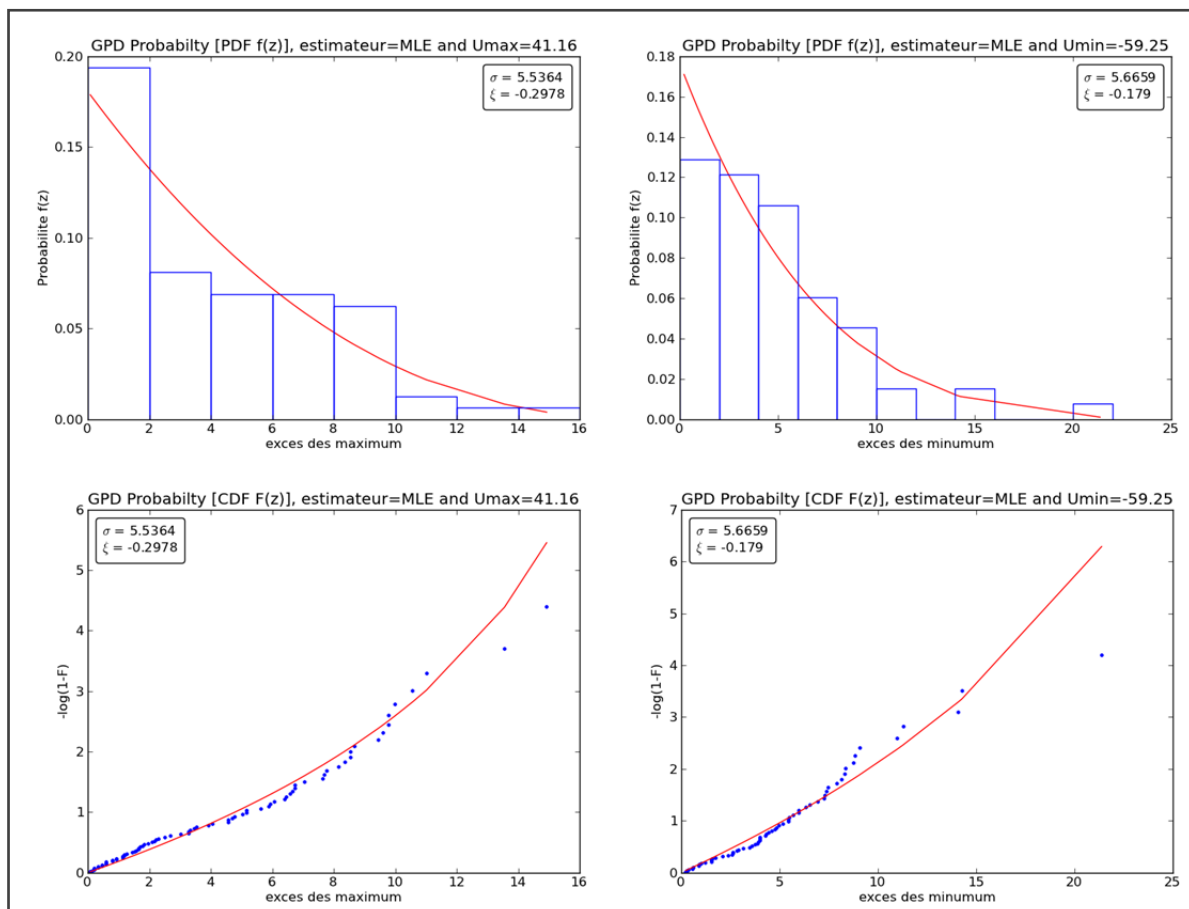 GPD Probabilty [PDF f(z)], estimateur=MLE and Umax=41.16
0.20
0.15
0.10
0.05
0.00
Probabilite f(z)
σ = 5.5364
ξ = -0.2978
0 2 4 6 8 10 12 14 16
exces des maximum
GPD Probabilty [PDF f(z)], estimateur=MLE and Umin=-59.25
0.18
0.16
0.14
0.12
0.10
0.08
0.06
0.04
0.02
0.00
Probabilite f(z)
σ = 5.6659
ξ = -0.179
0 5 10 15 20 25
exces des minumum
GPD Probabilty [CDF F(z)], estimateur=MLE and Umax=41.16
6
5
4
3
2
1
0
-log(1-F)
σ = 5.5364
ξ = -0.2978
0 2 4 6 8 10 12 14 16
exces des maximum
GPD Probabilty [CDF F(z)], estimateur=MLE and Umin=-59.25
7
6
5
4
3
2
1
0
-log(1-F)
σ = 5.6659
ξ = -0.179
0 5 10 15 20 25
exces des minumum